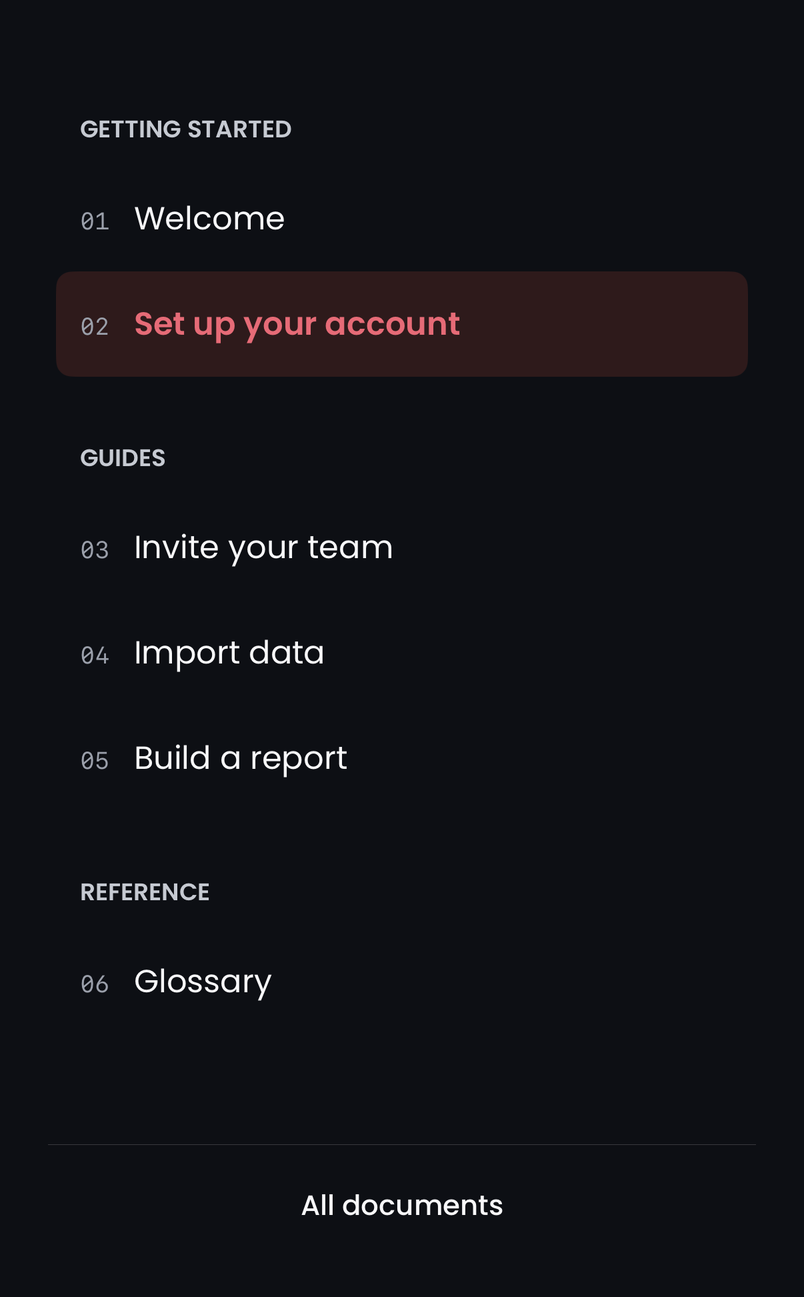 GETTING STARTED
01 Welcome
02 Set up your account
GUIDES
03 Invite your team
04 Import data
05 Build a report
REFERENCE
06 Glossary
All documents